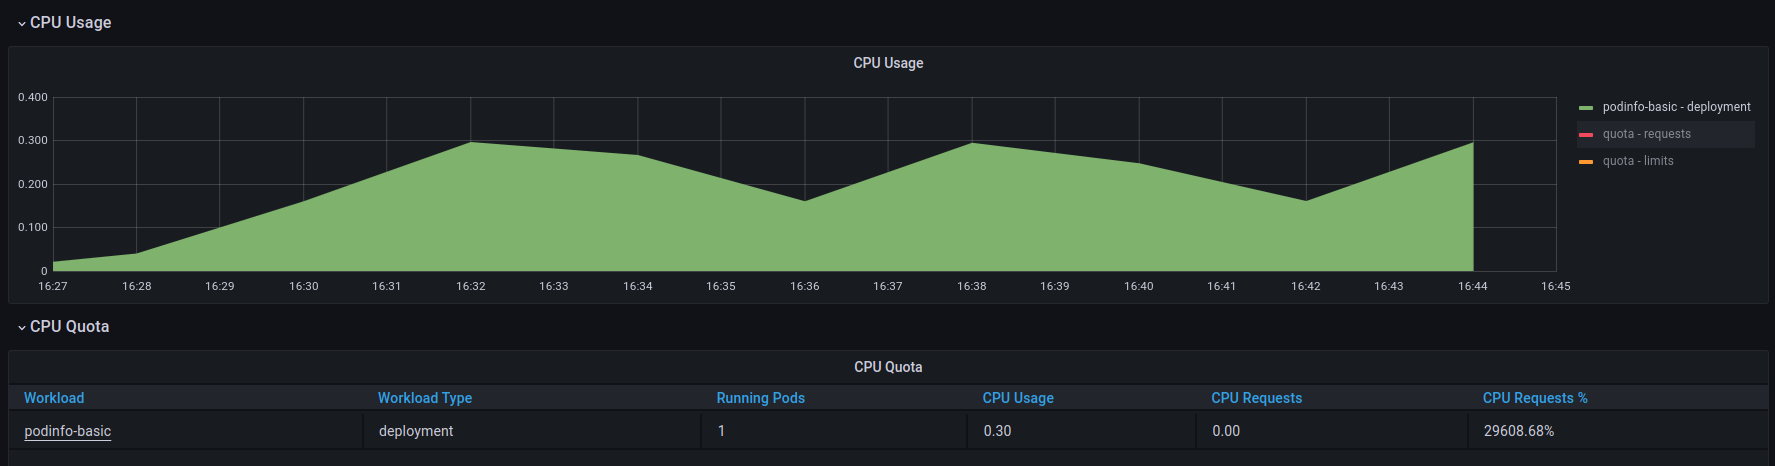 CPU Usage
CPU Usage
0.400
0.300
0.200
0.100
0
16:27 16:28 16:29 16:30 16:31 16:32 16:33 16:34 16:35 16:36 16:37 16:38 16:39 16:40 16:41 16:42 16:43 16:44 16:45
podinfo-basic - deployment
quota - requests
quota - limits
CPU Quota
CPU Quota
Workload Workload Type Running Pods CPU Usage CPU Requests CPU Requests %
podinfo-basic deployment 1 0.30 0.00 29608.68%